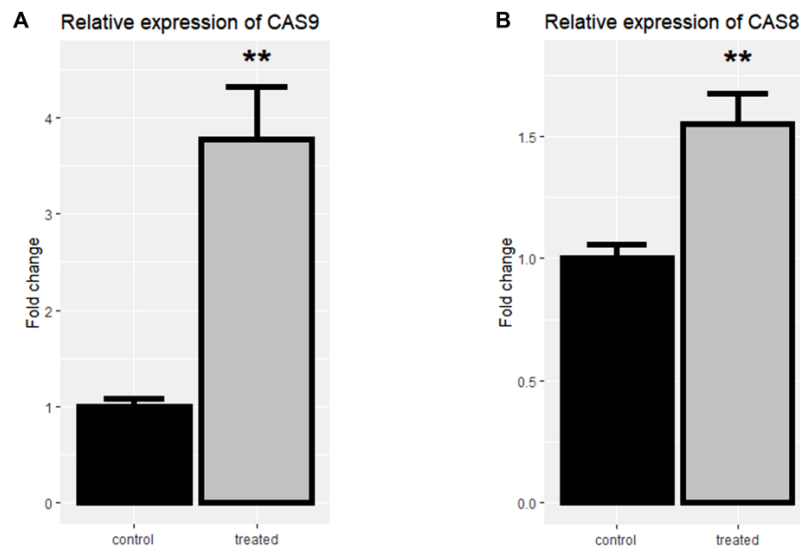 A
Relative expression of CAS9
**
4
3
2
1
0
Fold change
control treated
B
Relative expression of CAS8
**
1.5
1.0
0.5
0.0
Fold change
control treated